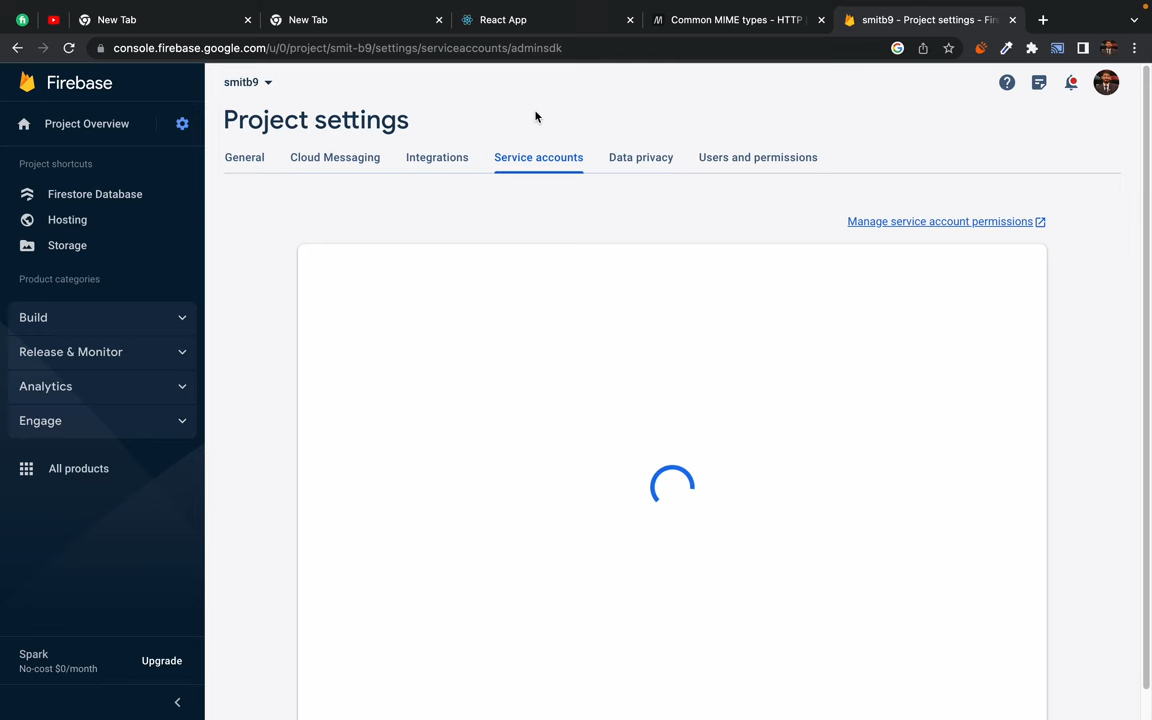 New Tab
New Tab
React App
Common MIME types - HTTP
smitb9 - Project settings - Fire
console.firebase.google.com/u/0/project/smit-b9/settings/serviceaccounts/adminsdk
Firebase
smitb9
Project Overview
Project settings
General
Cloud Messaging
Integrations
Service accounts
Data privacy
Users and permissions
Project shortcuts
Firestore Database
Hosting
Storage
Manage service account permissions
Product categories
Build
Release & Monitor
Analytics
Engage
All products
Spark
No-cost $0/month
Upgrade